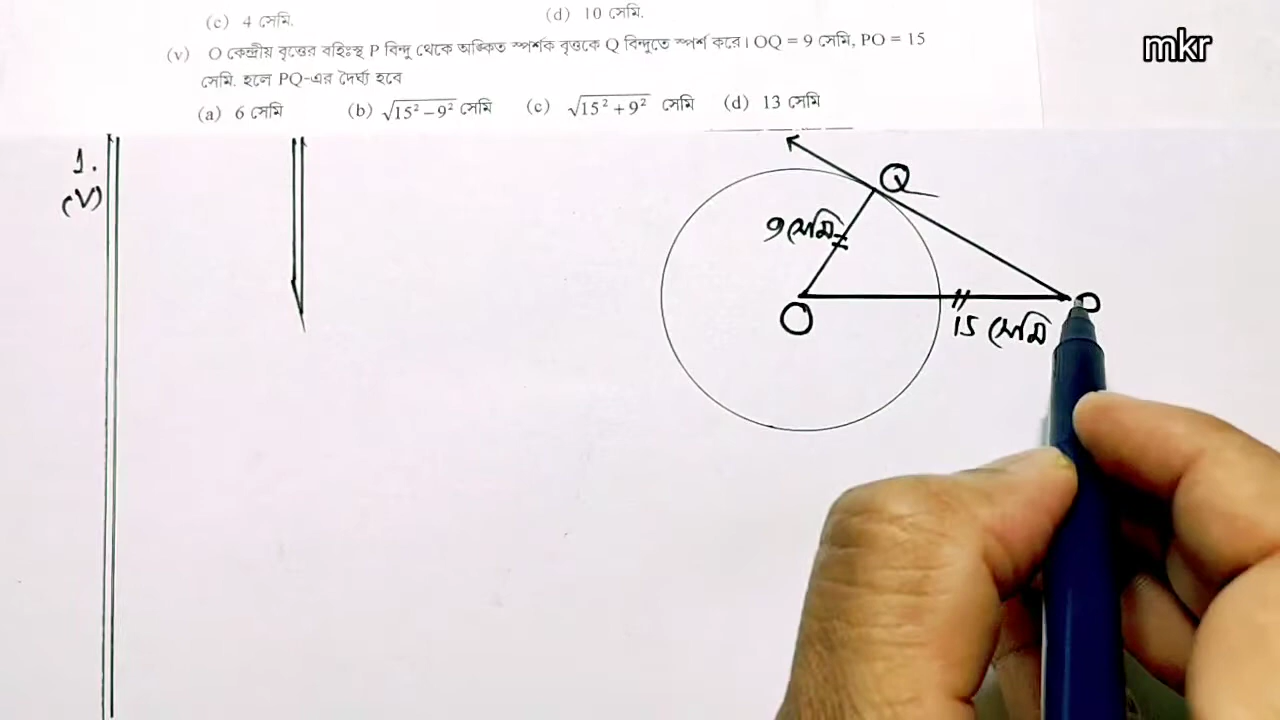 (c) 4 সেমি. (d) 10 সেমি.
mkr
(v) O কেন্দ্রীয় বৃত্তের বহিঃস্থ P বিন্দু থেকে অঙ্কিত স্পর্শক বৃত্তকে Q বিন্দুতে স্পর্শ করে। OQ = 9 সেমি, PO = 15
সেমি. হলে PQ-এর দৈর্ঘ্য হবে
(a) 6 সেমি (b) √15² – 9² সেমি (c) √15² + 9² সেমি (d) 13 সেমি
1.
(V)
Q
9 সেমি
O
15 সেমি